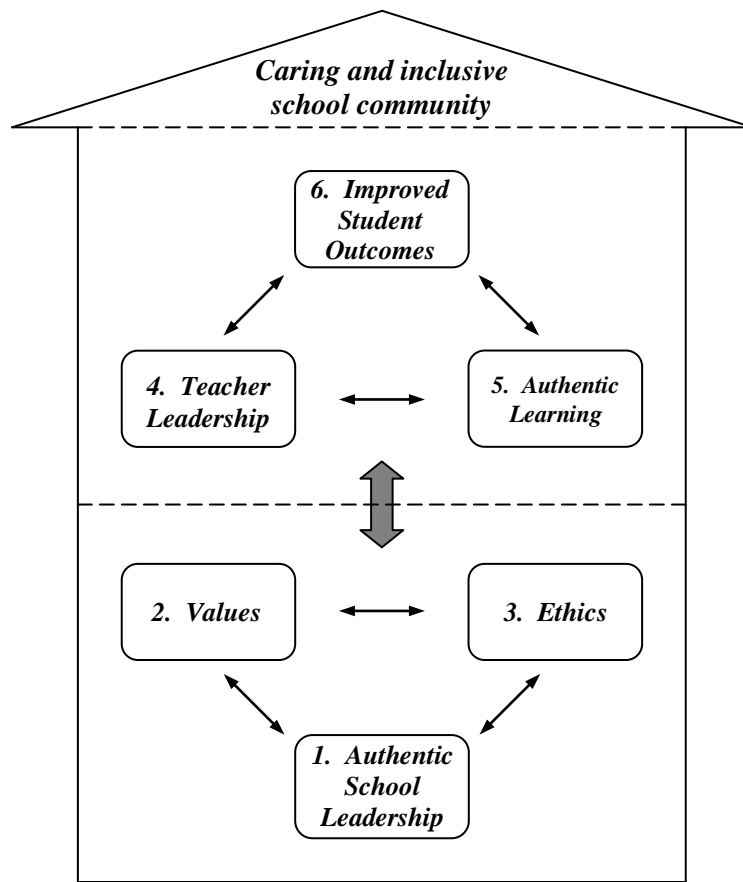 Caring and inclusive
school community
6. Improved
Student
Outcomes
4. Teacher
Leadership
5. Authentic
Learning
2. Values
3. Ethics
1. Authentic
School
Leadership